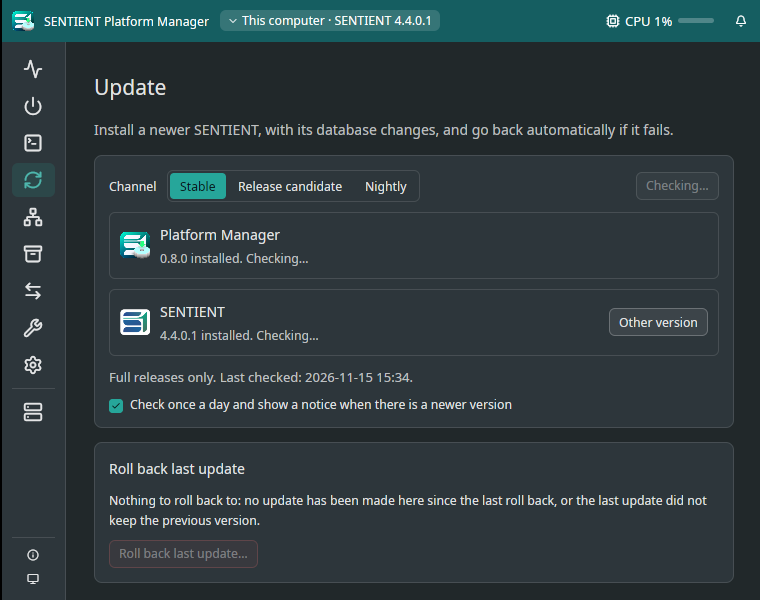 SENTIENT Platform Manager
This computer · SENTIENT 4.4.0.1
CPU 1%
Update
Install a newer SENTIENT, with its database changes, and go back automatically if it fails.
Channel
Stable
Release candidate
Nightly
Checking...
Platform Manager
0.8.0 installed. Checking...
SENTIENT
4.4.0.1 installed. Checking...
Other version
Full releases only. Last checked: 2026-11-15 15:34.
Check once a day and show a notice when there is a newer version
Roll back last update
Nothing to roll back to: no update has been made here since the last roll back, or the last update did not
keep the previous version.
Roll back last update...